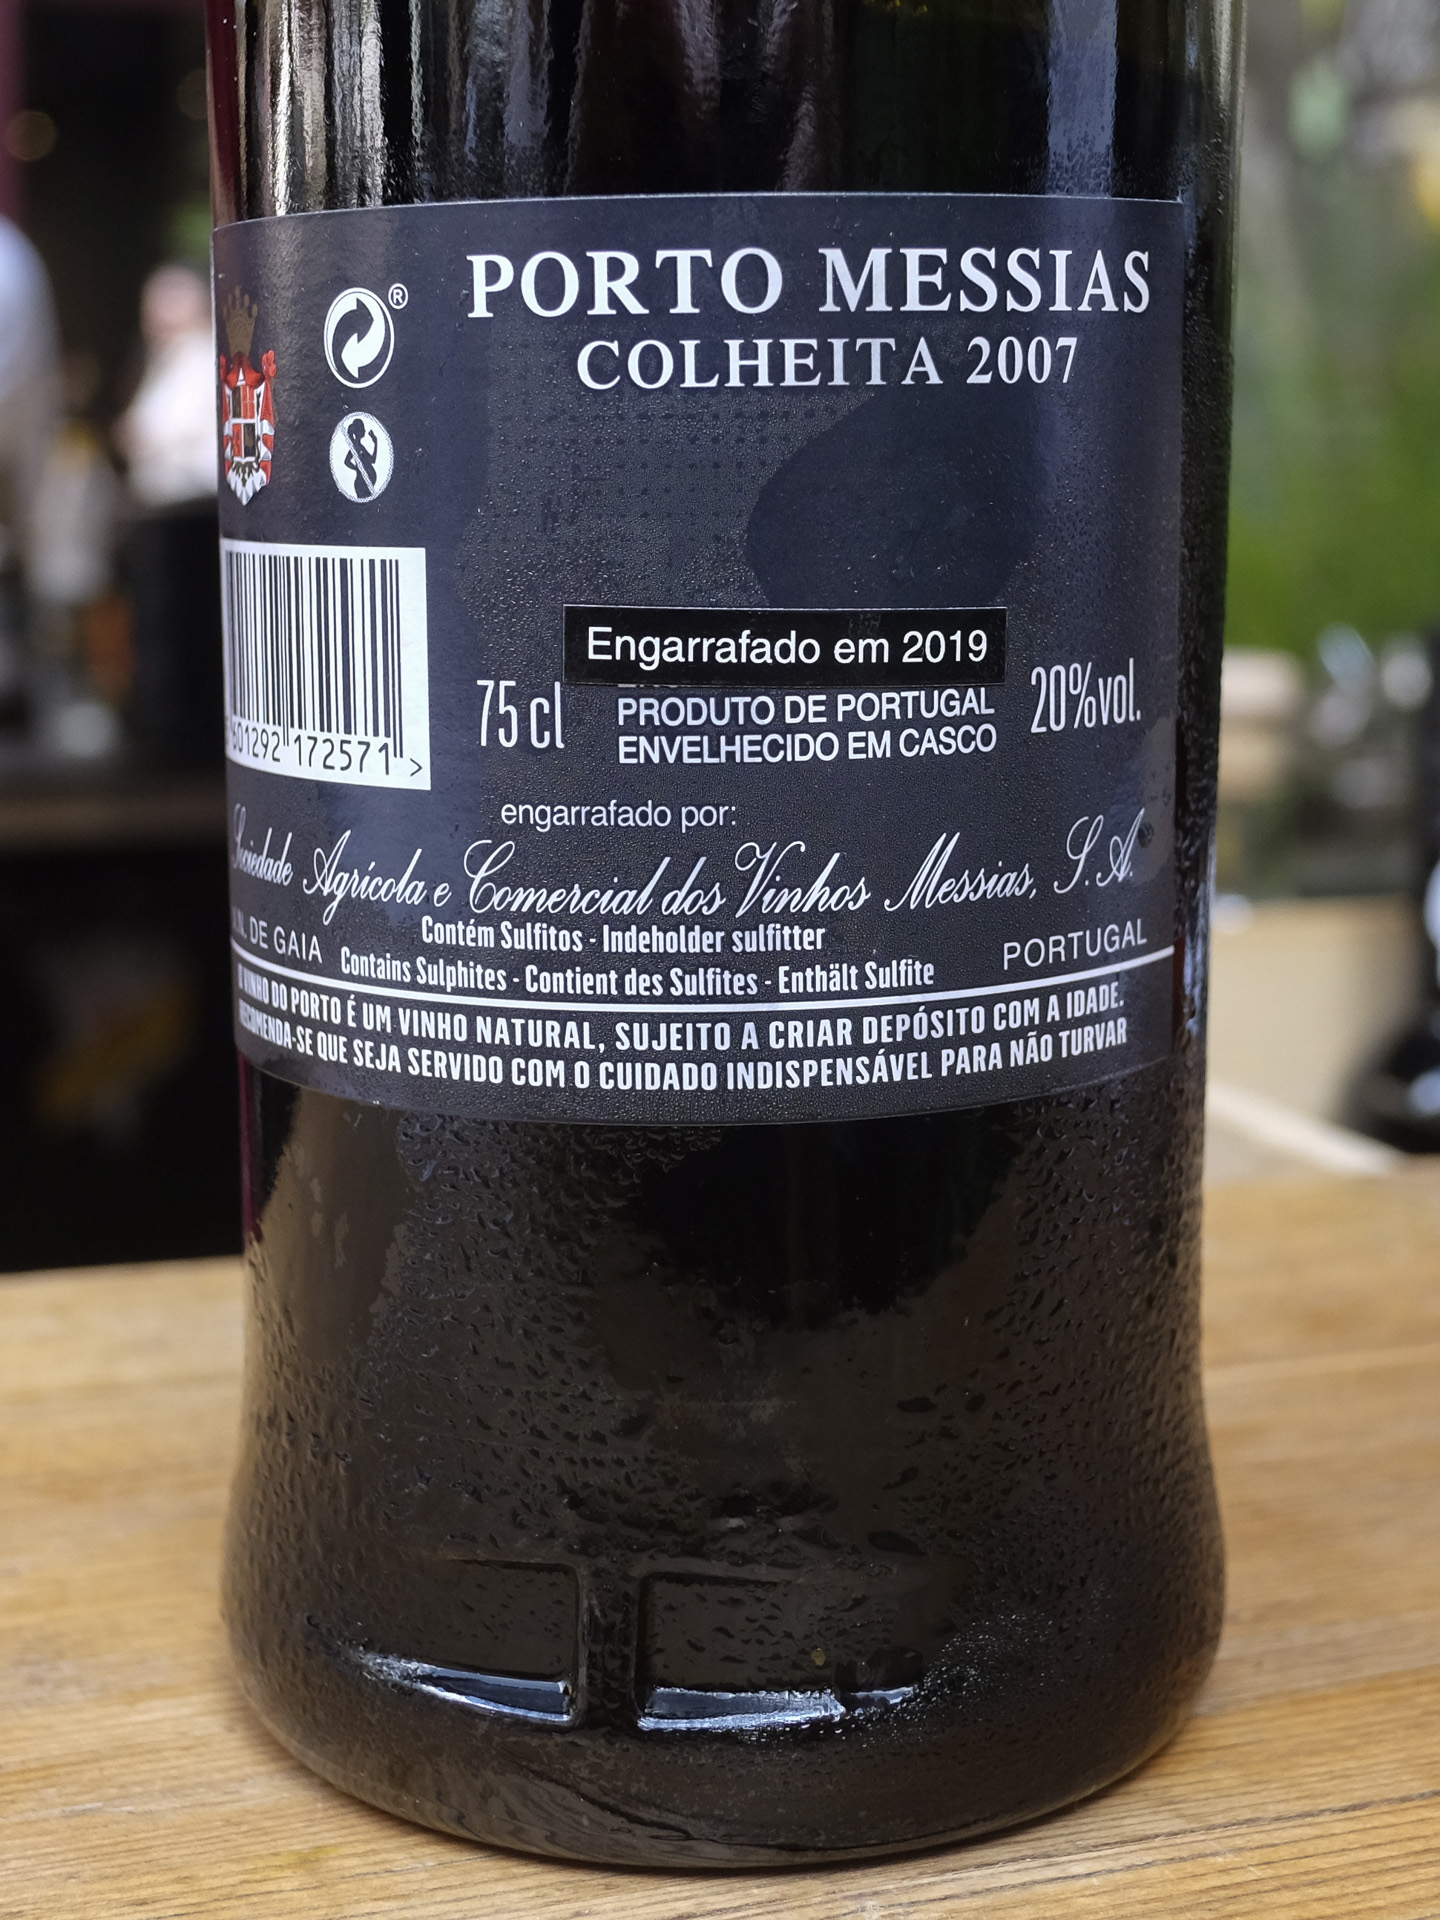 ®
PORTO MESSIAS
COLHEITA 2007
Engarrafado em 2019
75 cl
PRODUTO DE PORTUGAL
ENVELHECIDO EM CASCO
20%vol.
601292 172571 >
engarrafado por:
Sociedade Agrícola e Comercial dos Vinhos Messias, S.A.
V.N. DE GAIA
PORTUGAL
Contém Sulfitos - Indeholder sulfitter
Contains Sulphites - Contient des Sulfites - Enthält Sulfite
O VINHO DO PORTO É UM VINHO NATURAL, SUJEITO A CRIAR DEPÓSITO COM A IDADE.
RECOMENDA-SE QUE SEJA SERVIDO COM O CUIDADO INDISPENSÁVEL PARA NÃO TURVAR